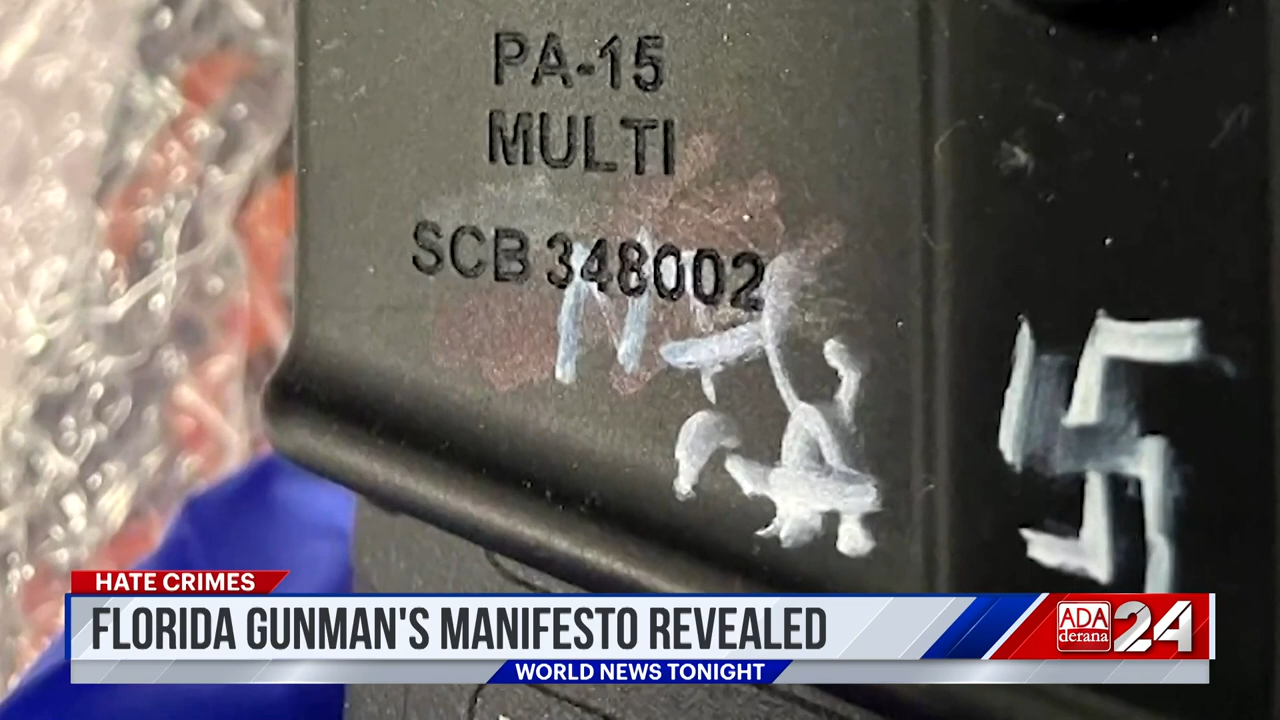 PA-15
MULTI
SCB 348002
HATE CRIMES
FLORIDA GUNMAN'S MANIFESTO REVEALED
ADA
derana
24
WORLD NEWS TONIGHT